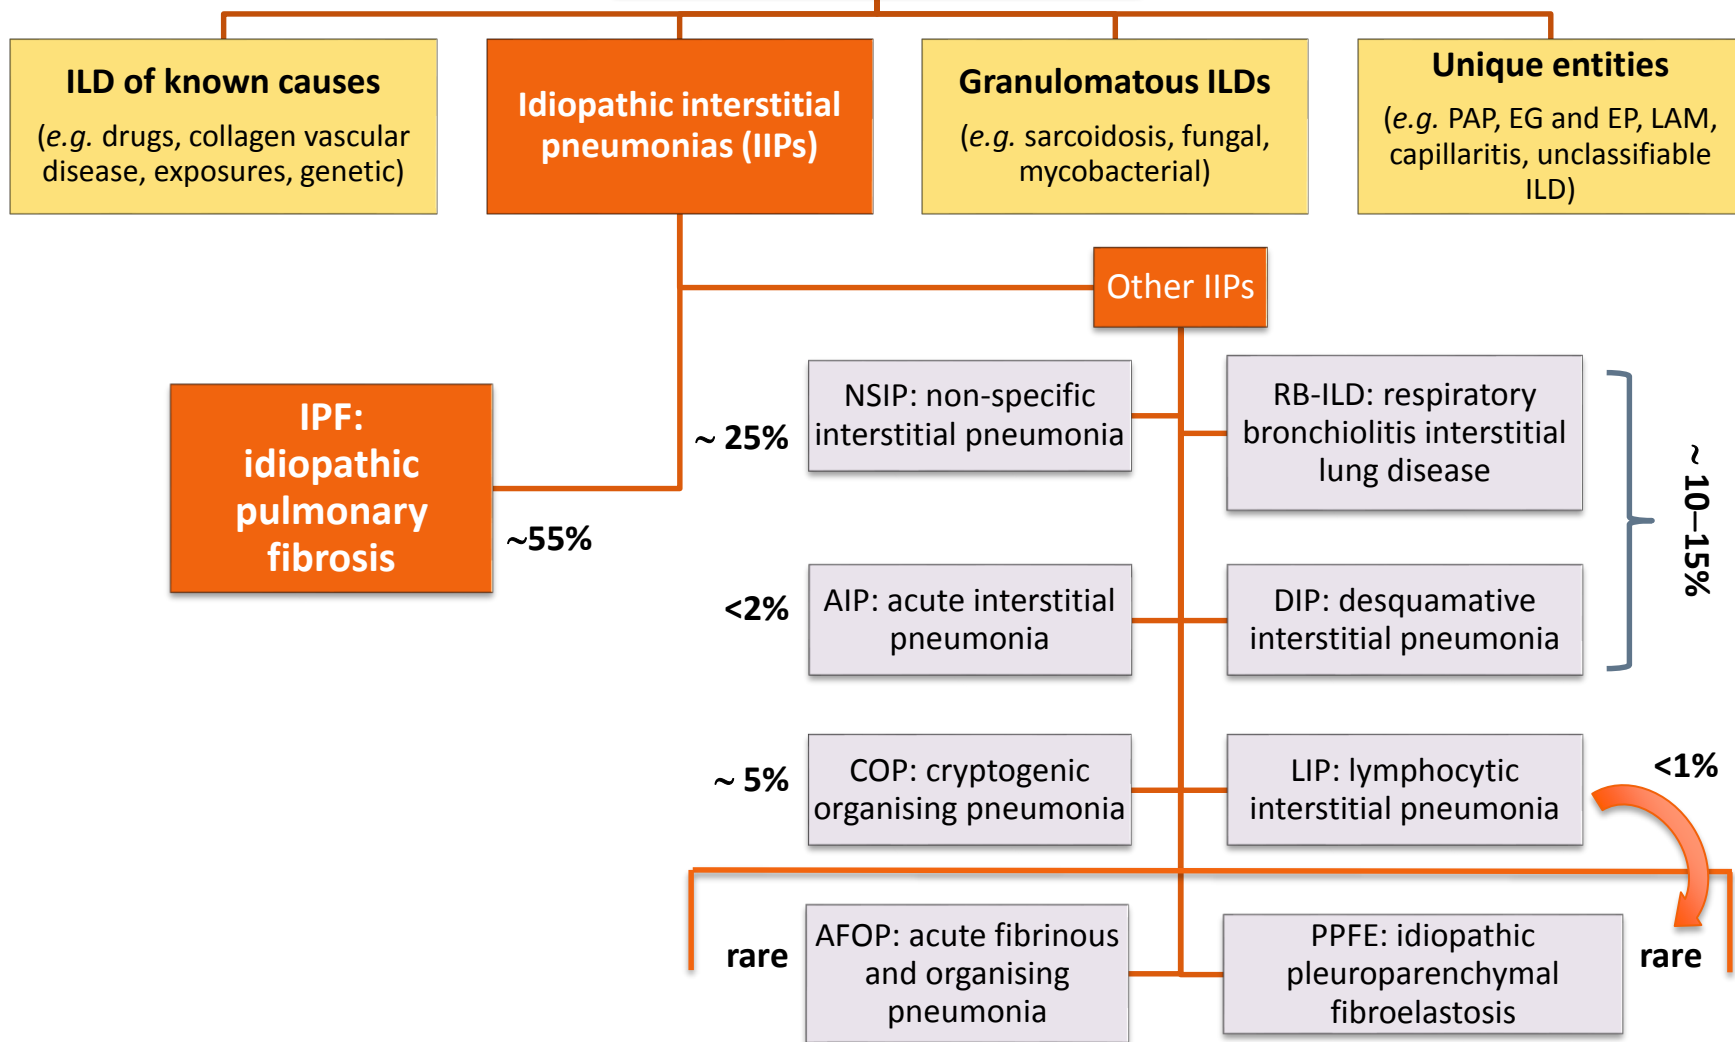 ILD of known causes
(e.g. drugs, collagen vascular
disease, exposures, genetic)
Idiopathic interstitial
pneumonias (IIPs)
Granulomatous ILDs
(e.g. sarcoidosis, fungal,
mycobacterial)
Unique entities
(e.g. PAP, EG and EP, LAM,
capillaritis, unclassifiable
ILD)
Other IIPs
IPF:
idiopathic
pulmonary
fibrosis
~55%
~ 25%
NSIP: non-specific
interstitial pneumonia
RB-ILD: respiratory
bronchiolitis interstitial
lung disease
~ 10–15%
<2%
AIP: acute interstitial
pneumonia
DIP: desquamative
interstitial pneumonia
~ 5%
COP: cryptogenic
organising pneumonia
LIP: lymphocytic
interstitial pneumonia
<1%
rare
AFOP: acute fibrinous
and organising
pneumonia
PPFE: idiopathic
pleuroparenchymal
fibroelastosis
rare